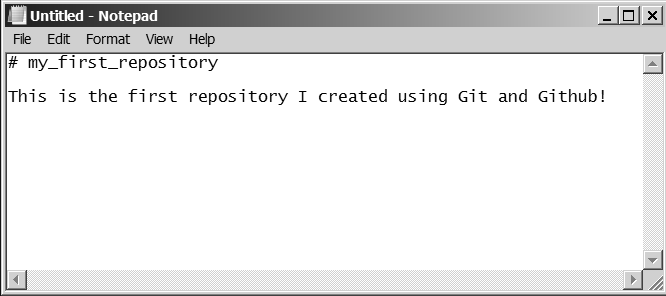 Untitled - Notepad
File Edit Format View Help
# my_first_repository
This is the first repository I created using Git and Github!